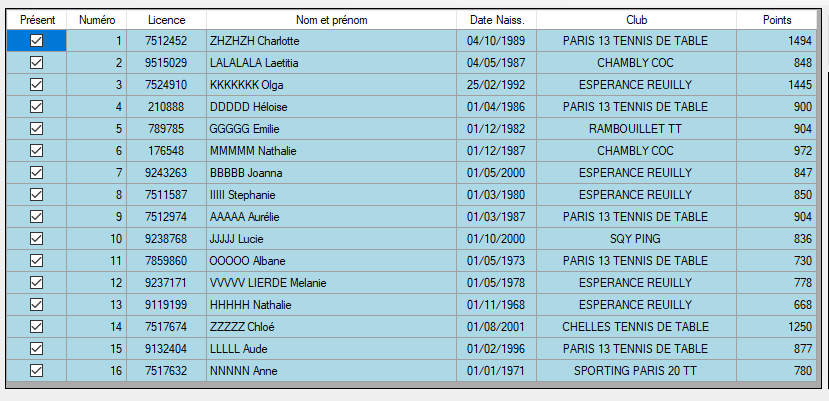 Présent Numéro Licence Nom et prénom Date Naiss. Club Points
1 7512452 ZHZHZH Charlotte 04/10/1989 PARIS 13 TENNIS DE TABLE 1494
2 9515029 LALALALA Laetitia 04/05/1987 CHAMBLY COC 848
3 7524910 KKKKKKK Olga 25/02/1992 ESPERANCE REUILLY 1445
4 210888 DDDDD Héloise 01/04/1986 PARIS 13 TENNIS DE TABLE 900
5 789785 GGGGG Emilie 01/12/1982 RAMBOUILLET TT 904
6 176548 MMMMM Nathalie 01/12/1987 CHAMBLY COC 972
7 9243263 BBBBB Joanna 01/05/2000 ESPERANCE REUILLY 847
8 7511587 IIIII Stephanie 01/03/1980 ESPERANCE REUILLY 850
9 7512974 AAAAA Aurélie 01/03/1987 PARIS 13 TENNIS DE TABLE 904
10 9238768 JJJJJ Lucie 01/10/2000 SQY PING 836
11 7859860 OOOOO Albane 01/05/1973 PARIS 13 TENNIS DE TABLE 730
12 9237171 VVVVV LIERDE Melanie 01/05/1978 ESPERANCE REUILLY 778
13 9119199 HHHHH Nathalie 01/11/1968 ESPERANCE REUILLY 668
14 7517674 ZZZZZ Chloé 01/08/2001 CHELLES TENNIS DE TABLE 1250
15 9132404 LLLLL Aude 01/02/1996 PARIS 13 TENNIS DE TABLE 877
16 7517632 NNNNN Anne 01/01/1971 SPORTING PARIS 20 TT 780